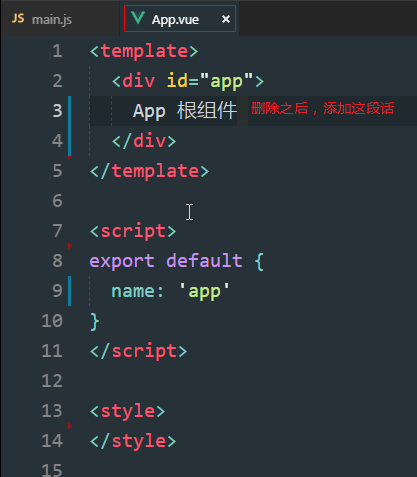 JS main.js App.vue ×
1 <template>
2 <div id="app">
3 App 根组件 删除之后，添加这段话
4 </div>
5 </template>
6
7 <script>
8 export default {
9 name: 'app'
10 }
11 </script>
12
13 <style>
14 </style>
15